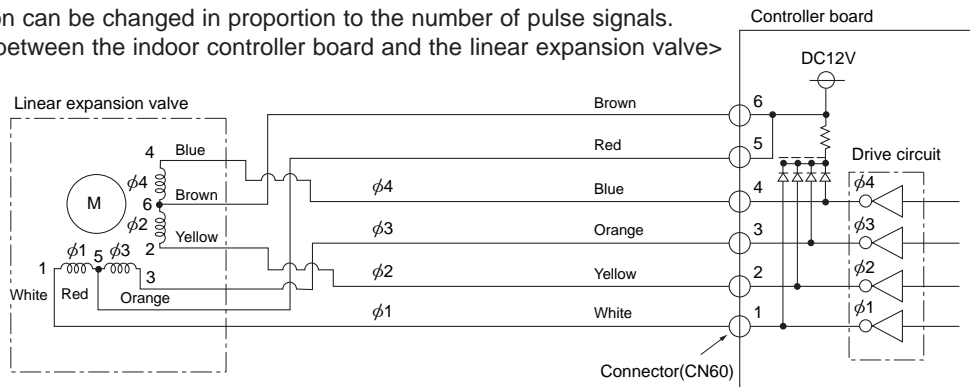 on can be changed in proportion to the number of pulse signals.
between the indoor controller board and the linear expansion valve>
Controller board
DC12V
Linear expansion valve
Brown
6
Red
5
Drive circuit
4
Blue
ϕ4
Brown
6
M
ϕ2
Yellow
2
ϕ1
5
ϕ3
1
3
White
Red
Orange
ϕ4
Blue
4
ϕ4
ϕ3
Orange
3
ϕ3
ϕ2
Yellow
2
ϕ2
ϕ1
White
1
ϕ1
Connector(CN60)